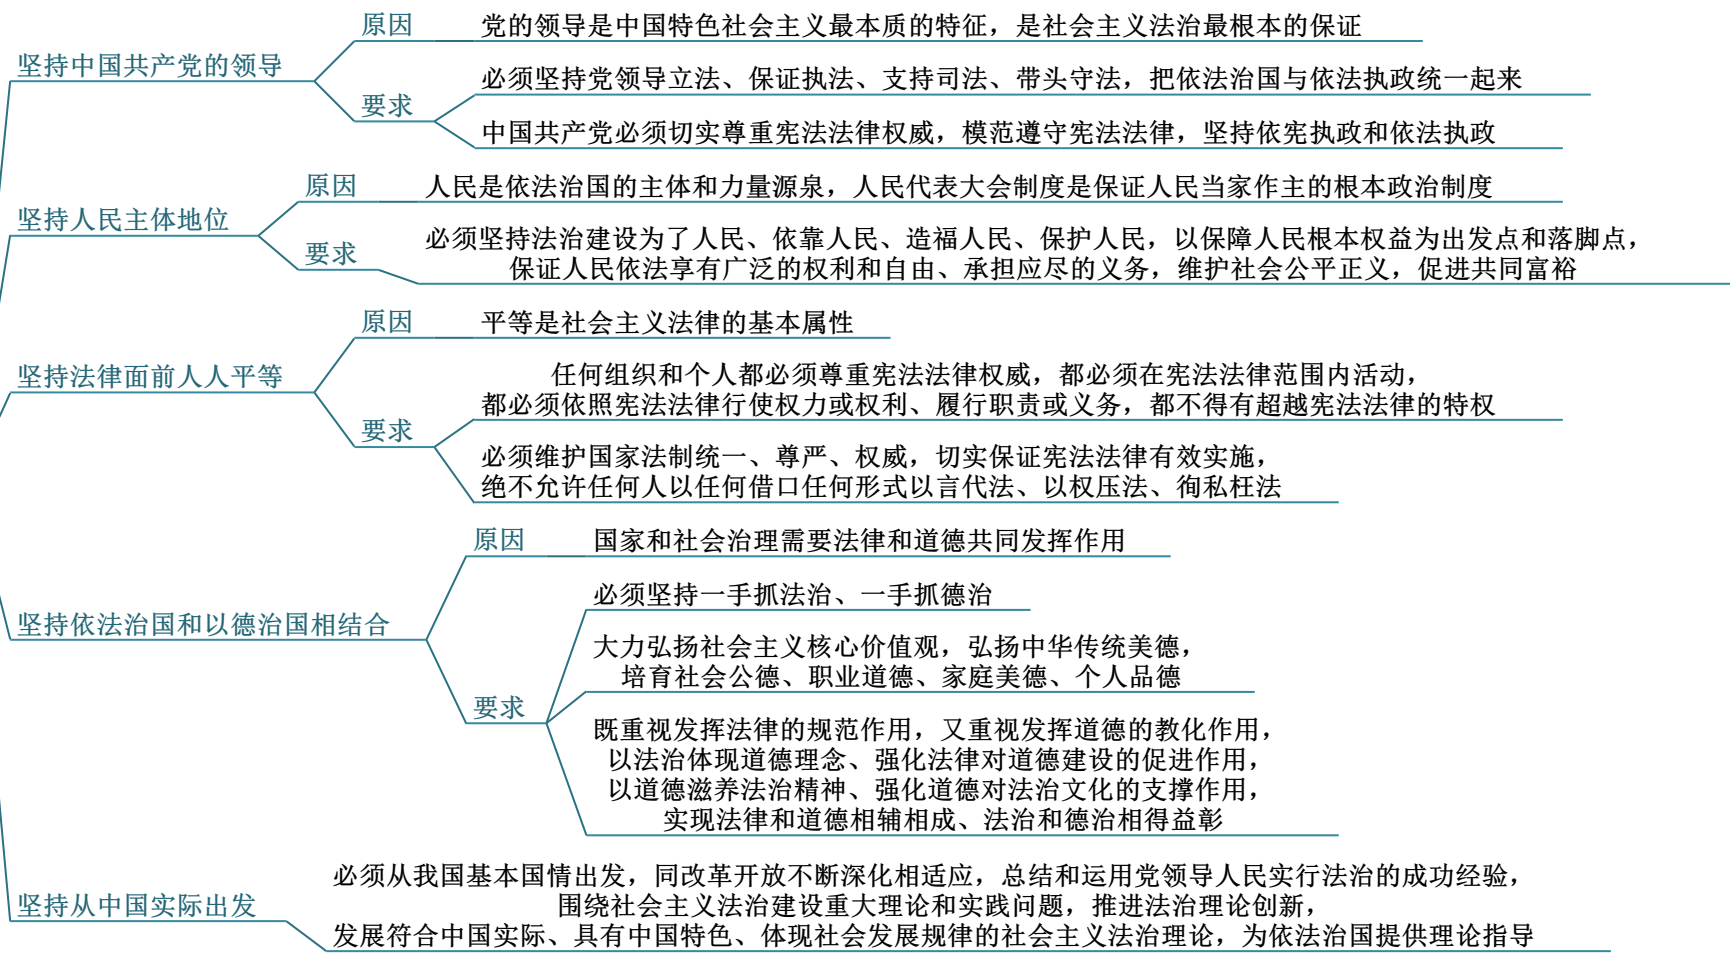 坚持中国共产党的领导
原因
党的领导是中国特色社会主义最本质的特征，是社会主义法治最根本的保证
要求
必须坚持党领导立法、保证执法、支持司法、带头守法，把依法治国与依法执政统一起来
中国共产党必须切实尊重宪法法律权威，模范遵守宪法法律，坚持依宪执政和依法执政
坚持人民主体地位
原因
人民是依法治国的主体和力量源泉，人民代表大会制度是保证人民当家作主的根本政治制度
要求
必须坚持法治建设为了人民、依靠人民、造福人民、保护人民，以保障人民根本权益为出发点和落脚点，
保证人民依法享有广泛的权利和自由、承担应尽的义务，维护社会公平正义，促进共同富裕
坚持法律面前人人平等
原因
平等是社会主义法律的基本属性
要求
任何组织和个人都必须尊重宪法法律权威，都必须在宪法法律范围内活动，
都必须依照宪法法律行使权力或权利、履行职责或义务，都不得有超越宪法法律的特权
必须维护国家法制统一、尊严、权威，切实保证宪法法律有效实施，
绝不允许任何人以任何借口任何形式以言代法、以权压法、徇私枉法
坚持依法治国和以德治国相结合
原因
国家和社会治理需要法律和道德共同发挥作用
要求
必须坚持一手抓法治、一手抓德治
大力弘扬社会主义核心价值观，弘扬中华传统美德，
培育社会公德、职业道德、家庭美德、个人品德
既重视发挥法律的规范作用，又重视发挥道德的教化作用，
以法治体现道德理念、强化法律对道德建设的促进作用，
以道德滋养法治精神、强化道德对法治文化的支撑作用，
实现法律和道德相辅相成、法治和德治相得益彰
坚持从中国实际出发
必须从我国基本国情出发，同改革开放不断深化相适应，总结和运用党领导人民实行法治的成功经验，
围绕社会主义法治建设重大理论和实践问题，推进法治理论创新，
发展符合中国实际、具有中国特色、体现社会发展规律的社会主义法治理论，为依法治国提供理论指导